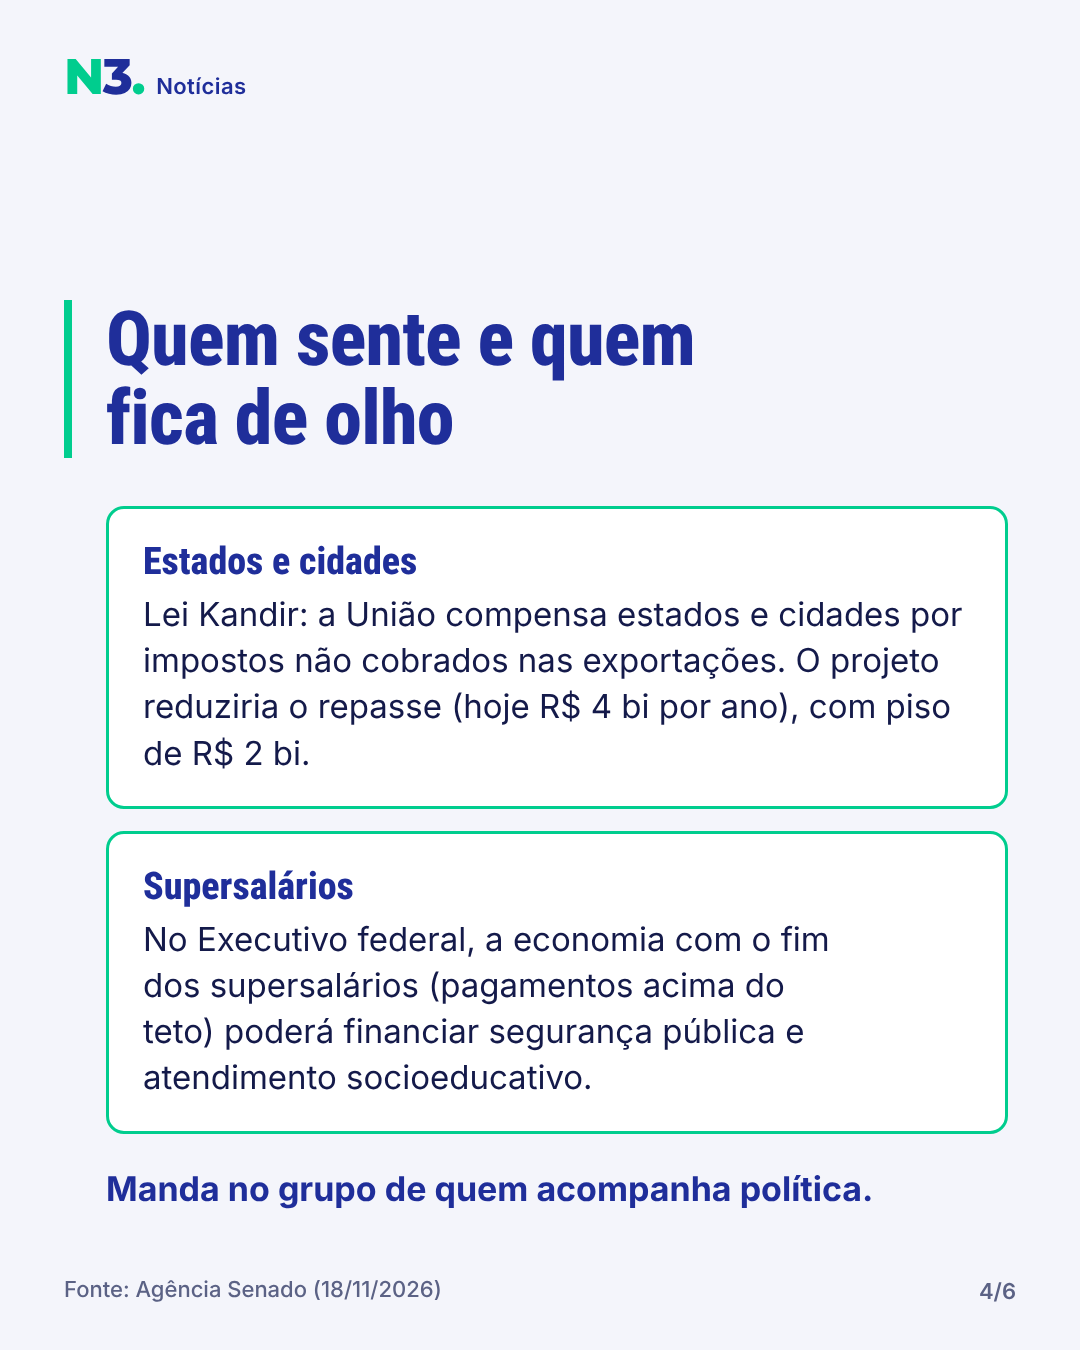 N3. Notícias
Quem sente e quem
fica de olho
Estados e cidades
Lei Kandir: a União compensa estados e cidades por
impostos não cobrados nas exportações. O projeto
reduziria o repasse (hoje R$ 4 bi por ano), com piso
de R$ 2 bi.
Supersalários
No Executivo federal, a economia com o fim
dos supersalários (pagamentos acima do
teto) poderá financiar segurança pública e
atendimento socioeducativo.
Manda no grupo de quem acompanha política.
Fonte: Agência Senado (18/11/2026)
4/6